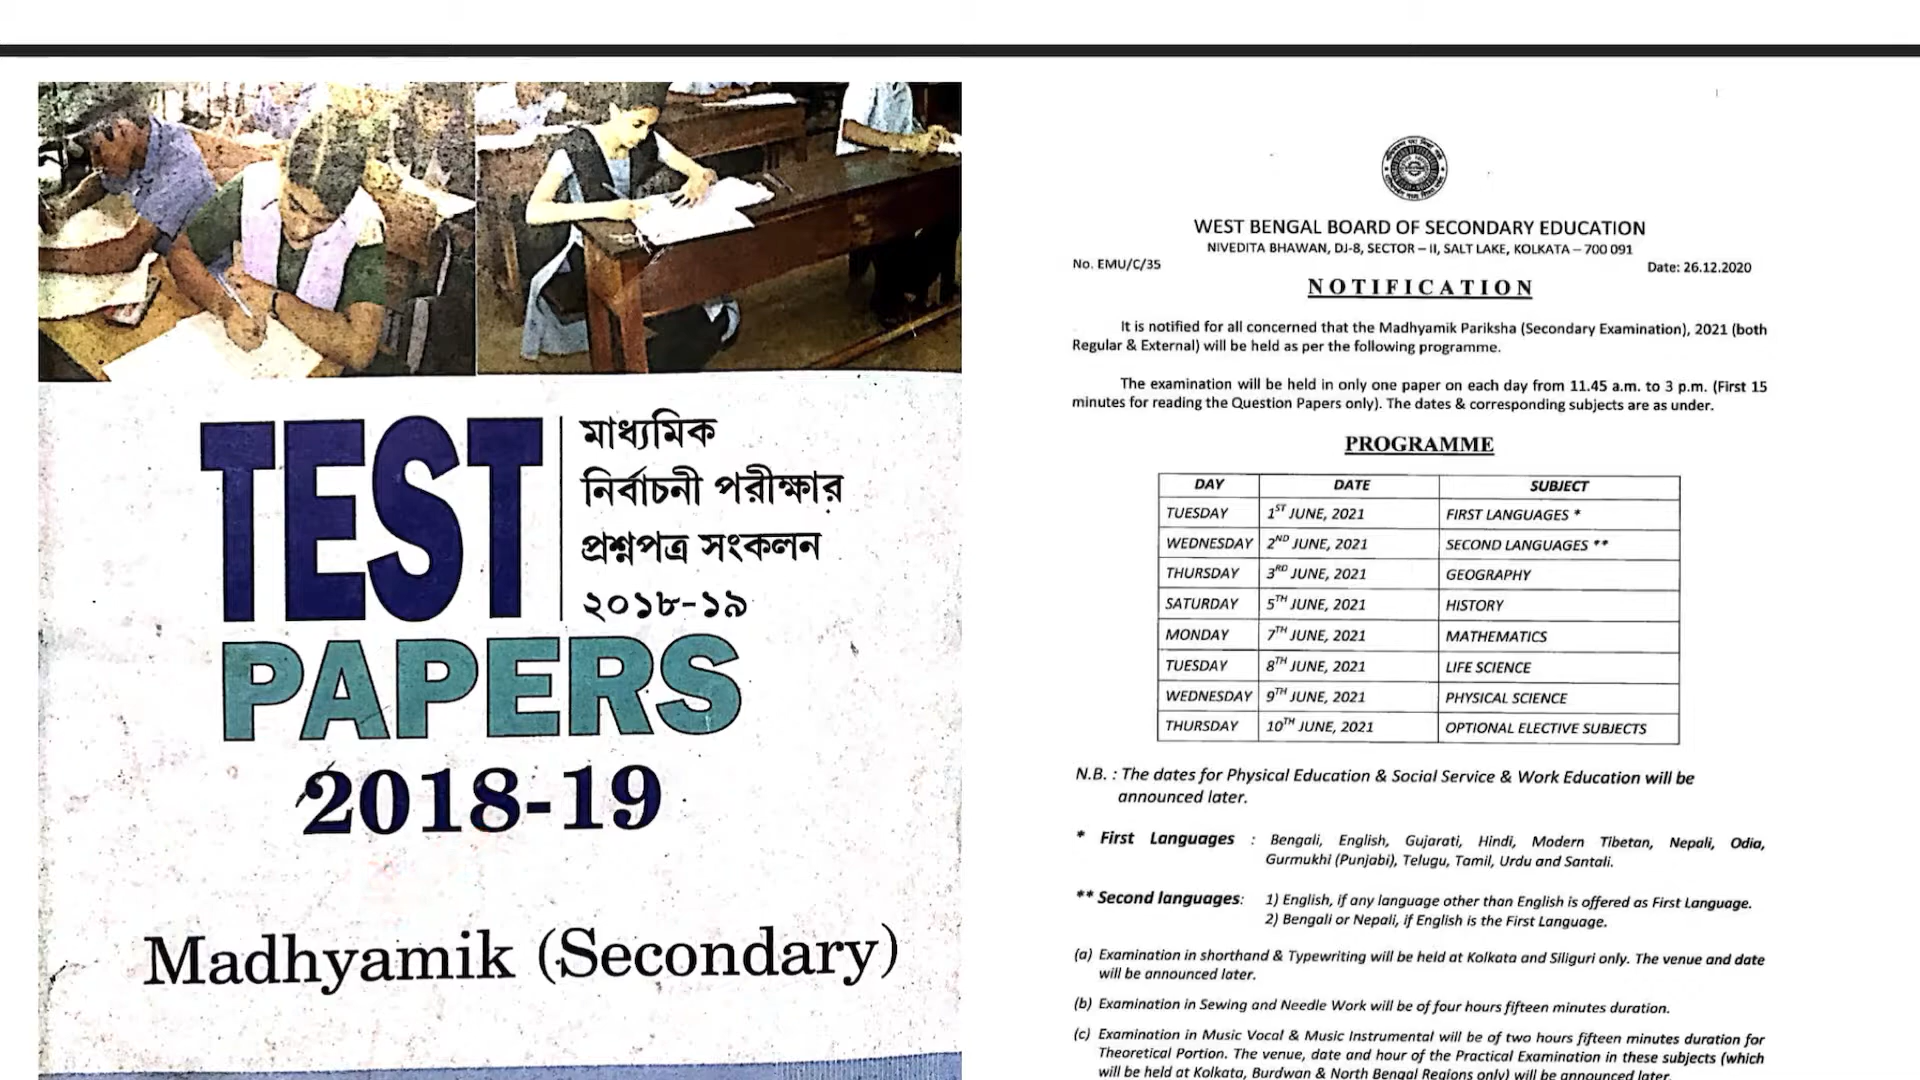 TEST
মাধ্যমিক
নির্বাচনী পরীক্ষার
প্রশ্নপত্র সংকলন
২০১৮-১৯
PAPERS
2018-19
Madhyamik (Secondary)
WEST BENGAL BOARD OF SECONDARY EDUCATION
NIVEDITA BHAWAN, DJ-8, SECTOR – II, SALT LAKE, KOLKATA – 700 091
No. EMU/C/35 Date: 26.12.2020
NOTIFICATION
It is notified for all concerned that the Madhyamik Pariksha (Secondary Examination), 2021 (both
Regular & External) will be held as per the following programme.
The examination will be held in only one paper on each day from 11.45 a.m. to 3 p.m. (First 15
minutes for reading the Question Papers only). The dates & corresponding subjects are as under.
PROGRAMME
DAY DATE SUBJECT
TUESDAY 1ST JUNE, 2021 FIRST LANGUAGES *
WEDNESDAY 2ND JUNE, 2021 SECOND LANGUAGES **
THURSDAY 3RD JUNE, 2021 GEOGRAPHY
SATURDAY 5TH JUNE, 2021 HISTORY
MONDAY 7TH JUNE, 2021 MATHEMATICS
TUESDAY 8TH JUNE, 2021 LIFE SCIENCE
WEDNESDAY 9TH JUNE, 2021 PHYSICAL SCIENCE
THURSDAY 10TH JUNE, 2021 OPTIONAL ELECTIVE SUBJECTS
N.B. : The dates for Physical Education & Social Service & Work Education will be
announced later.
* First Languages : Bengali, English, Gujarati, Hindi, Modern Tibetan, Nepali, Odia,
Gurmukhi (Punjabi), Telugu, Tamil, Urdu and Santali.
** Second languages: 1) English, if any language other than English is offered as First Language.
2) Bengali or Nepali, if English is the First Language.
(a) Examination in shorthand & Typewriting will be held at Kolkata and Siliguri only. The venue and date
will be announced later.
(b) Examination in Sewing and Needle Work will be of four hours fifteen minutes duration.
(c) Examination in Music Vocal & Music Instrumental will be of two hours fifteen minutes duration for
Theoretical Portion. The venue, date and hour of the Practical Examination in these subjects (which
will be held at Kolkata, Burdwan & North Bengal Regions only) will be announced later.